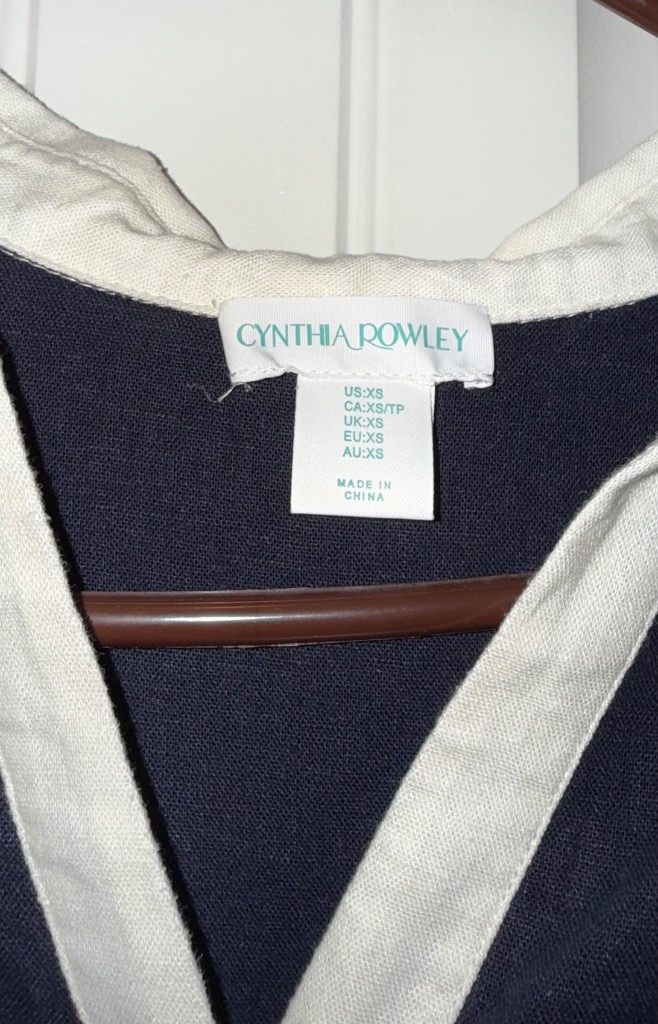 CYNTHIA ROWLEY
US:XS
CA:XS/TP
UK:XS
EU:XS
AU:XS
MADE IN
CHINA